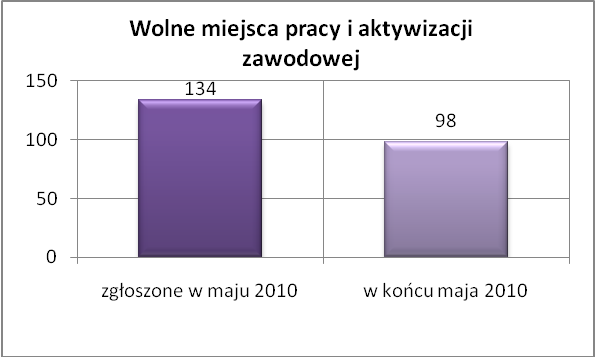 Wolne miejsca pracy i aktywizacji
zawodowej
150
100
50
0
134
98
zgłoszone w maju 2010
w końcu maja 2010